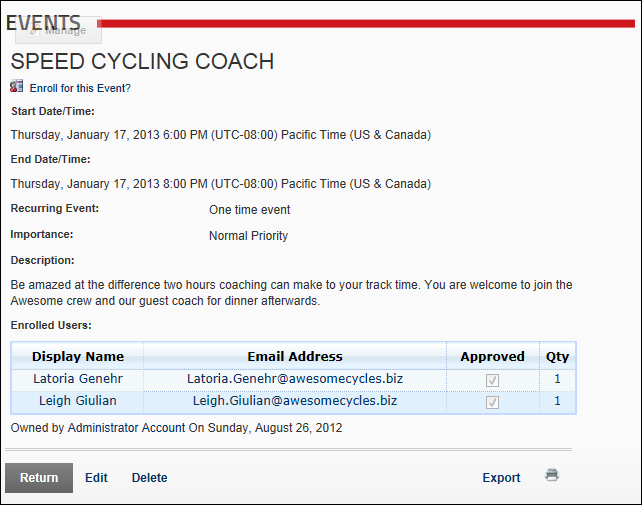 EVENTS
Manage
SPEED CYCLING COACH
Enroll for this Event?
Start Date/Time:
Thursday, January 17, 2013 6:00 PM (UTC-08:00) Pacific Time (US & Canada)
End Date/Time:
Thursday, January 17, 2013 8:00 PM (UTC-08:00) Pacific Time (US & Canada)
Recurring Event: One time event
Importance: Normal Priority
Description:
Be amazed at the difference two hours coaching can make to your track time. You are welcome to join the
Awesome crew and our guest coach for dinner afterwards.
Enrolled Users:
Display Name Email Address Approved Qty
Latoria Genehr Latoria.Genehr@awesomecycles.biz 1
Leigh Giulian Leigh.Giulian@awesomecycles.biz 1
Owned by Administrator Account On Sunday, August 26, 2012
Return Edit Delete Export